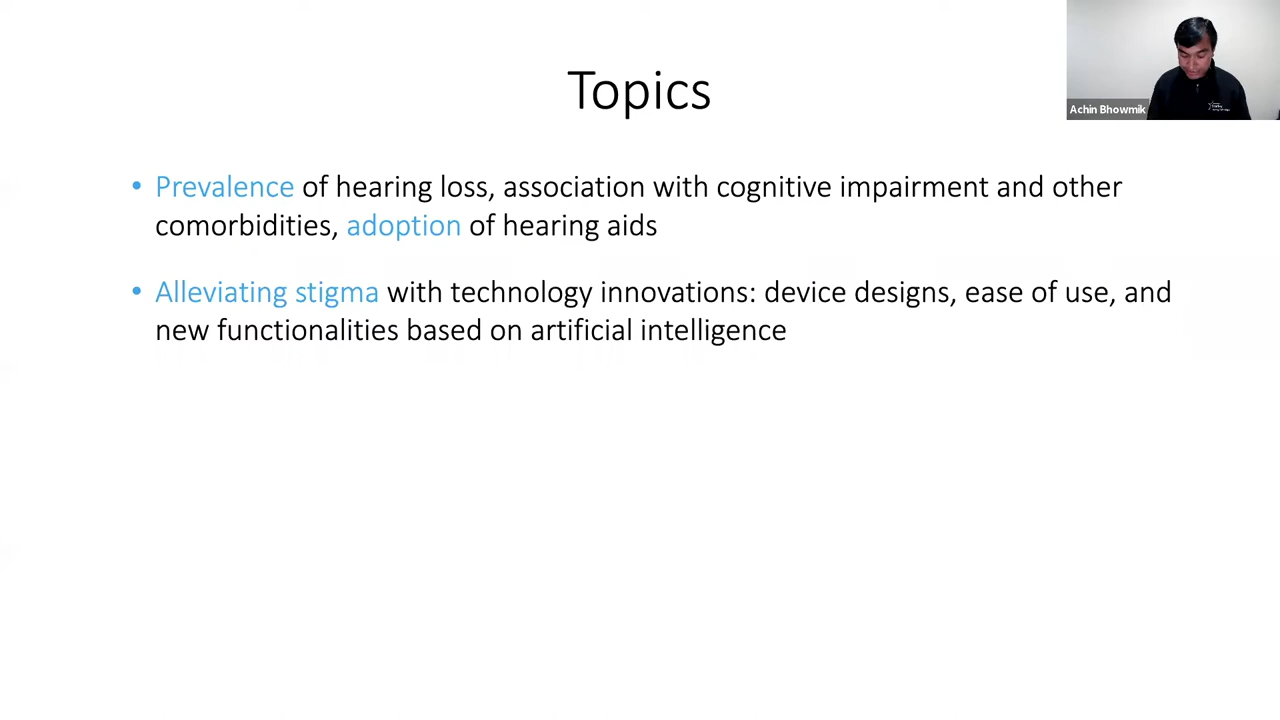 Topics
Achin Bhowmik
• Prevalence of hearing loss, association with cognitive impairment and other
comorbidities, adoption of hearing aids
• Alleviating stigma with technology innovations: device designs, ease of use, and
new functionalities based on artificial intelligence